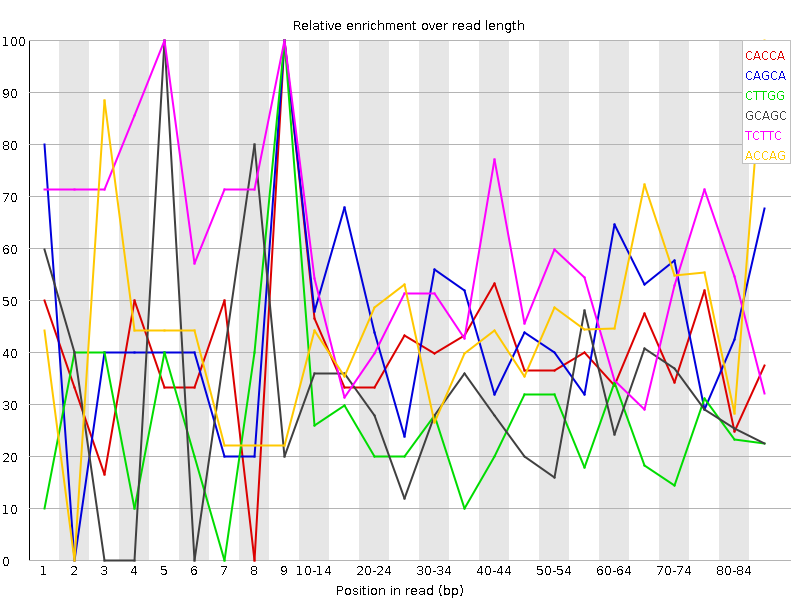 Relative enrichment over read length
100
90
80
70
60
50
40
30
20
10
0
CACCA
CAGCA
CTTGG
GCAGC
TCTTC
ACCAG
1 2 3 4 5 6 7 8 9 10-14 20-24 30-34 40-44 50-54 60-64 70-74 80-84
Position in read (bp)